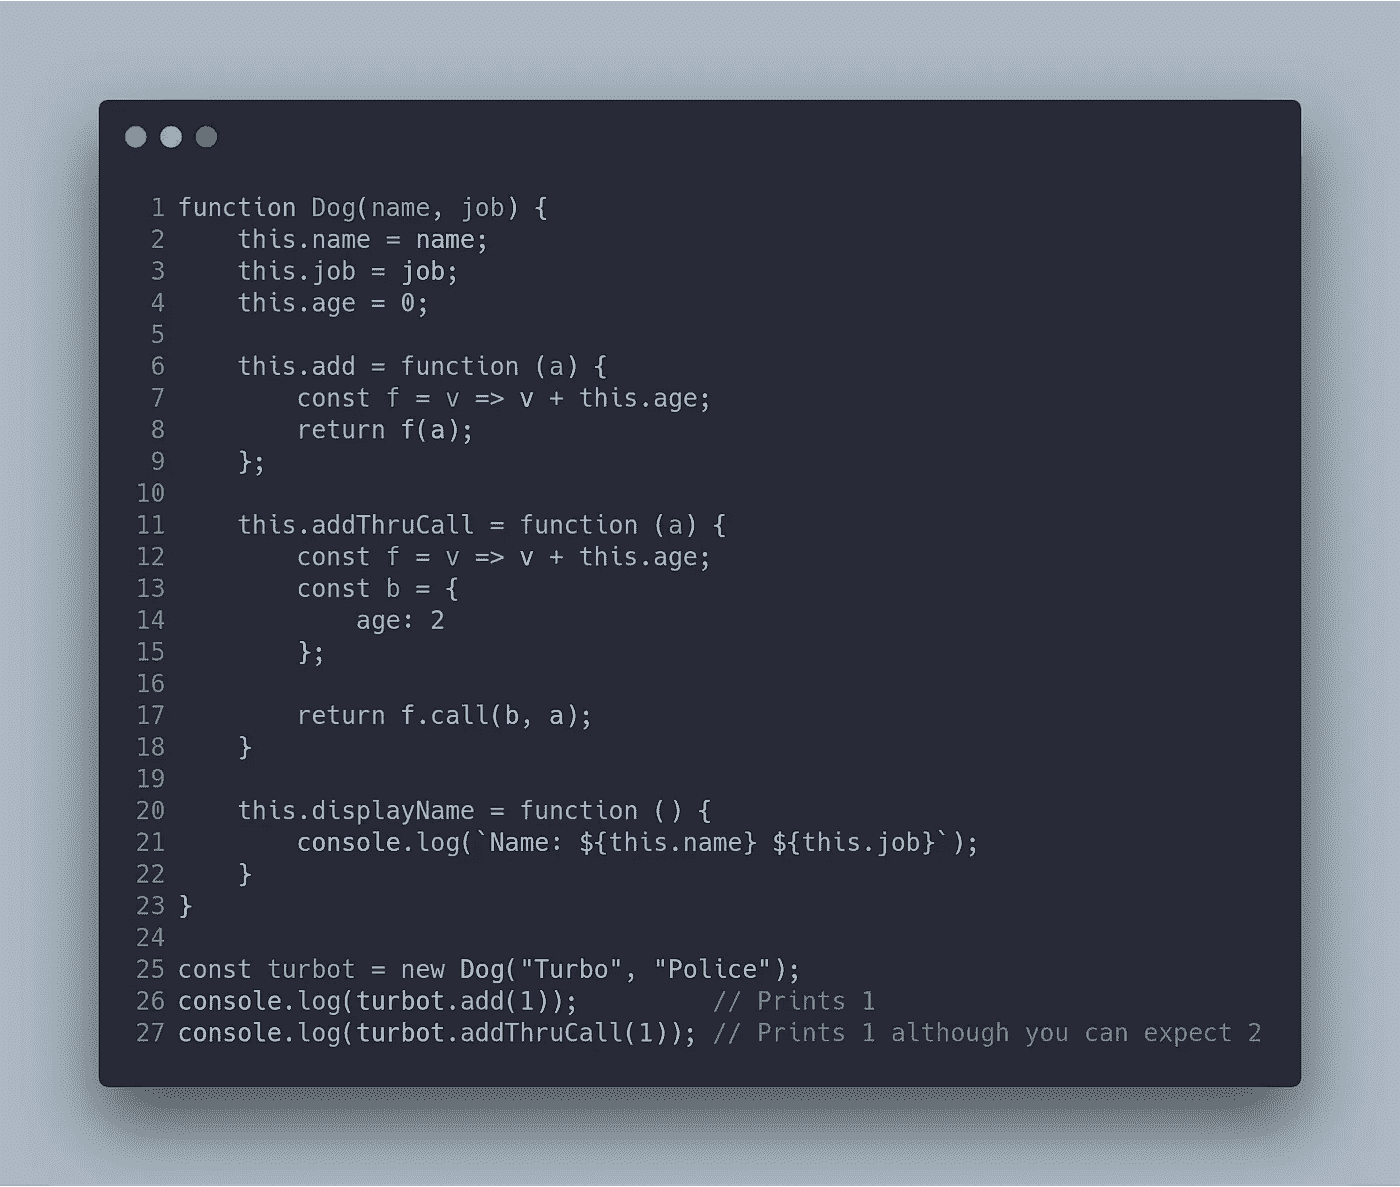 1 function Dog(name, job) {
2     this.name = name;
3     this.job = job;
4     this.age = 0;
5
6     this.add = function (a) {
7         const f = v => v + this.age;
8         return f(a);
9     };
10
11     this.addThruCall = function (a) {
12         const f = v => v + this.age;
13         const b = {
14             age: 2
15         };
16
17         return f.call(b, a);
18     }
19
20     this.displayName = function () {
21         console.log(`Name: ${this.name} ${this.job}`);
22     }
23 }
24
25 const turbot = new Dog("Turbo", "Police");
26 console.log(turbot.add(1));         // Prints 1
27 console.log(turbot.addThruCall(1)); // Prints 1 although you can expect 2